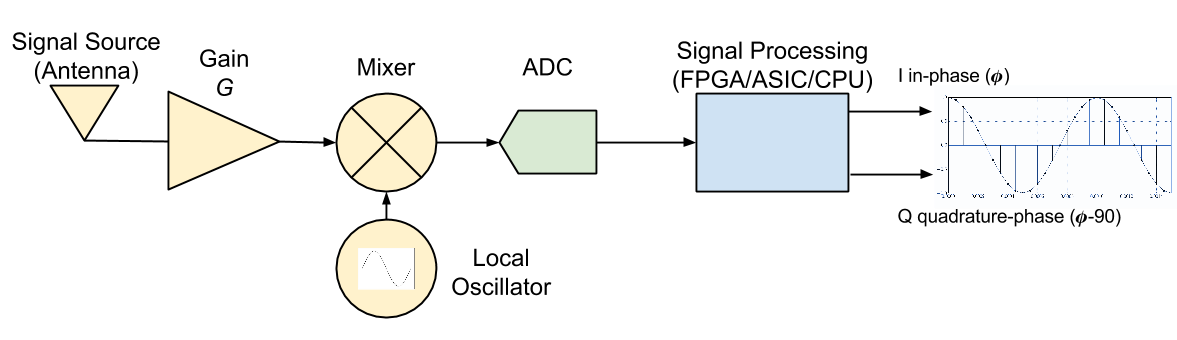 Signal Source
(Antenna)
Gain
G
Mixer
ADC
Signal Processing
(FPGA/ASIC/CPU)
I in-phase (ϕ)
Q quadrature-phase (ϕ-90)
Local
Oscillator